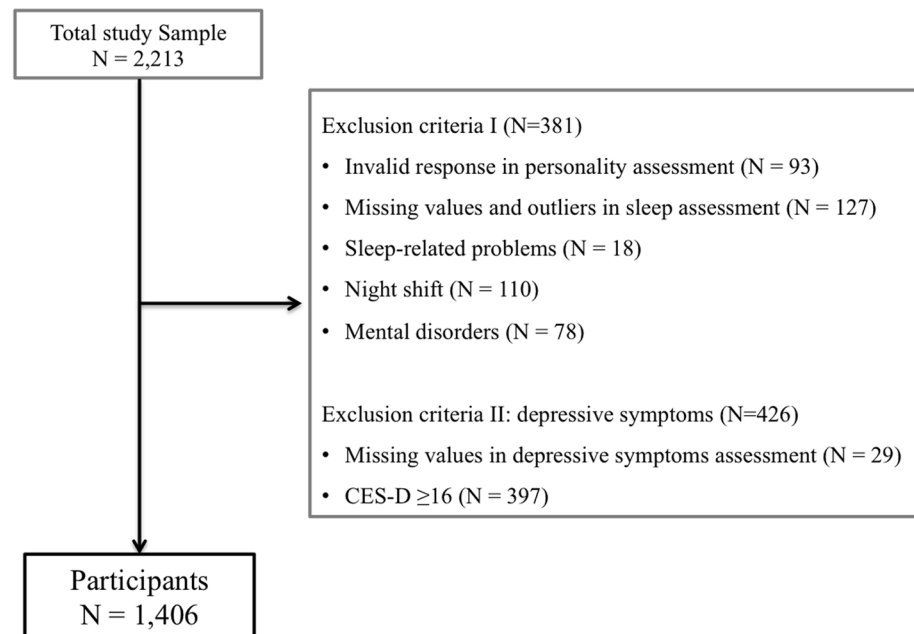 Total study Sample
N = 2,213
Exclusion criteria I (N=381)
• Invalid response in personality assessment (N = 93)
• Missing values and outliers in sleep assessment (N = 127)
• Sleep-related problems (N = 18)
• Night shift (N = 110)
• Mental disorders (N = 78)
Exclusion criteria II: depressive symptoms (N=426)
• Missing values in depressive symptoms assessment (N = 29)
• CES-D ≥16 (N = 397)
Participants
N = 1,406